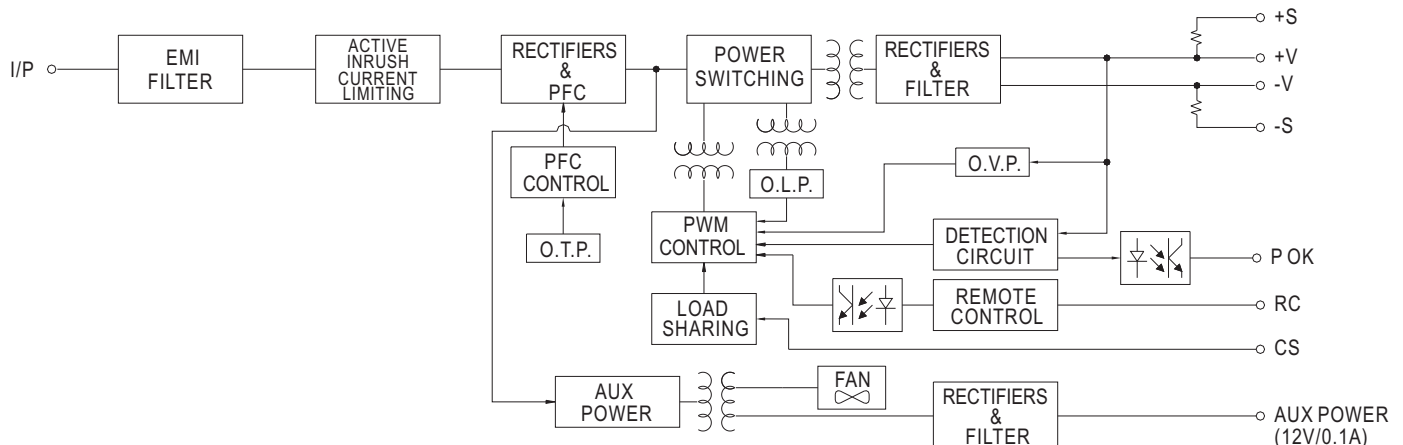 I/P
EMI
FILTER
ACTIVE
INRUSH
CURRENT
LIMITING
RECTIFIERS
&
PFC
POWER
SWITCHING
RECTIFIERS
&
FILTER
+S
+V
-V
-S
PFC
CONTROL
O.T.P.
O.L.P.
O.V.P.
PWM
CONTROL
DETECTION
CIRCUIT
P OK
LOAD
SHARING
REMOTE
CONTROL
RC
CS
AUX
POWER
FAN
RECTIFIERS
&
FILTER
AUX POWER
(12V/0.1A)